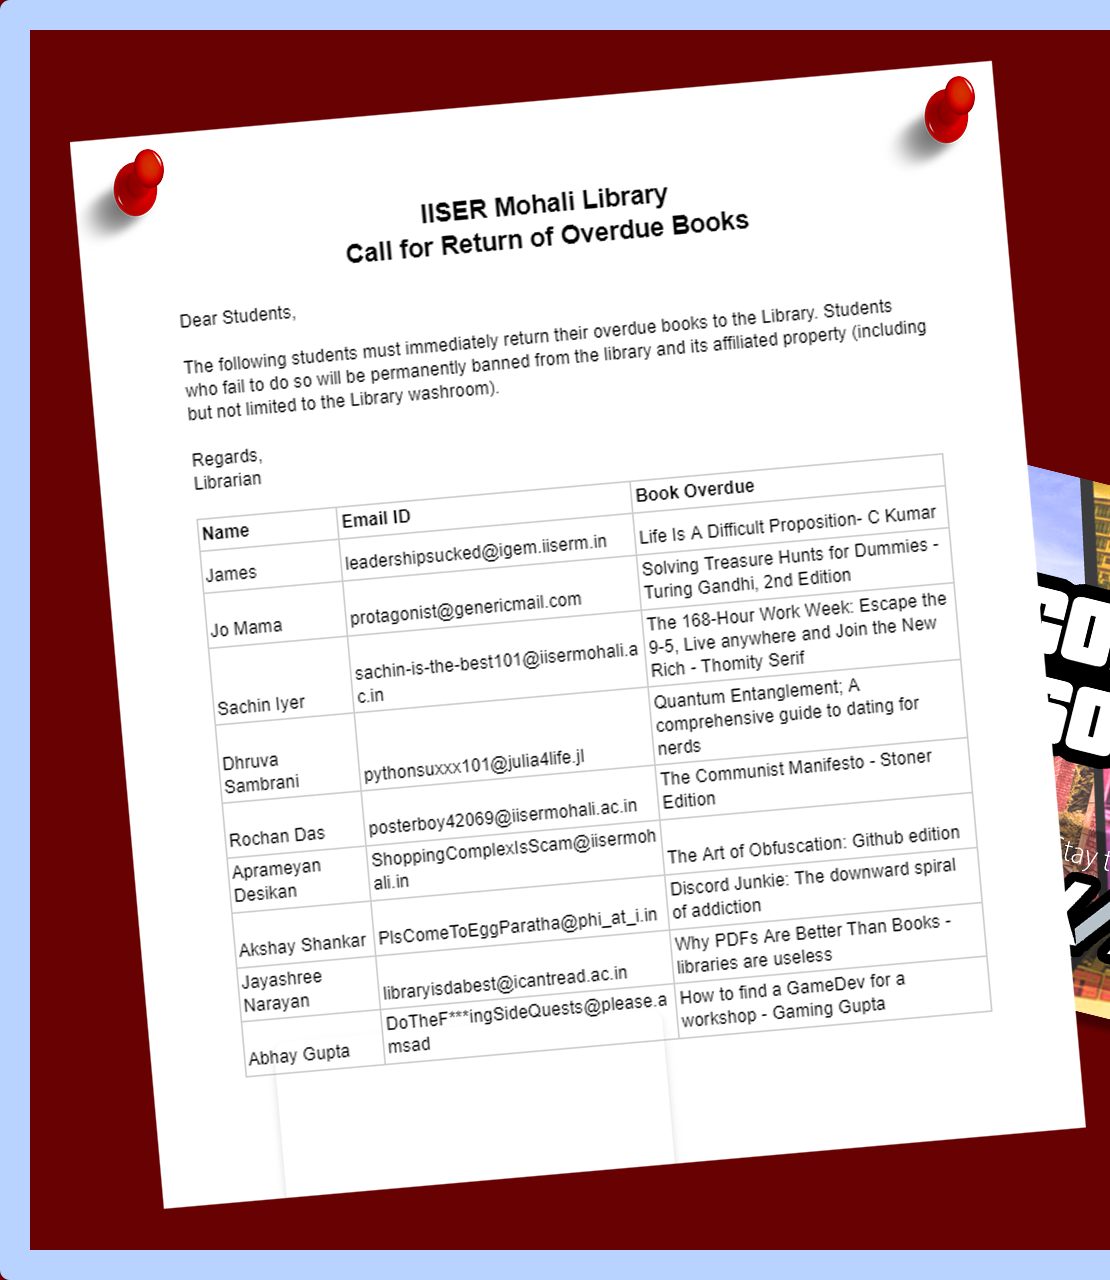 IISER Mohali Library
Call for Return of Overdue Books
Dear Students,
The following students must immediately return their overdue books to the Library. Students
who fail to do so will be permanently banned from the library and its affiliated property (including
but not limited to the Library washroom).
Regards,
Librarian
Name Email ID Book Overdue
James leadershipsucked@igem.iiserm.in Life Is A Difficult Proposition- C Kumar
Jo Mama protagonist@genericmail.com Solving Treasure Hunts for Dummies -
Turing Gandhi, 2nd Edition
Sachin Iyer sachin-is-the-best101@iisermohali.a
c.in
The 168-Hour Work Week: Escape the
9-5, Live anywhere and Join the New
Rich - Thomity Serif
Dhruva
Sambrani
pythonsuxxx101@julia4life.jl
Quantum Entanglement; A
comprehensive guide to dating for
nerds
Rochan Das posterboy42069@iisermohali.ac.in The Communist Manifesto - Stoner
Edition
Aprameyan
Desikan
ShoppingComplexIsScam@iisermoh
ali.in
The Art of Obfuscation: Github edition
Akshay Shankar PlsComeToEggParatha@phi_at_i.in Discord Junkie: The downward spiral
of addiction
Jayashree
Narayan
libraryisdabest@icantread.ac.in
Why PDFs Are Better Than Books -
libraries are useless
Abhay Gupta DoTheF***ingSideQuests@please.a
msad
How to find a GameDev for a
workshop - Gaming Gupta